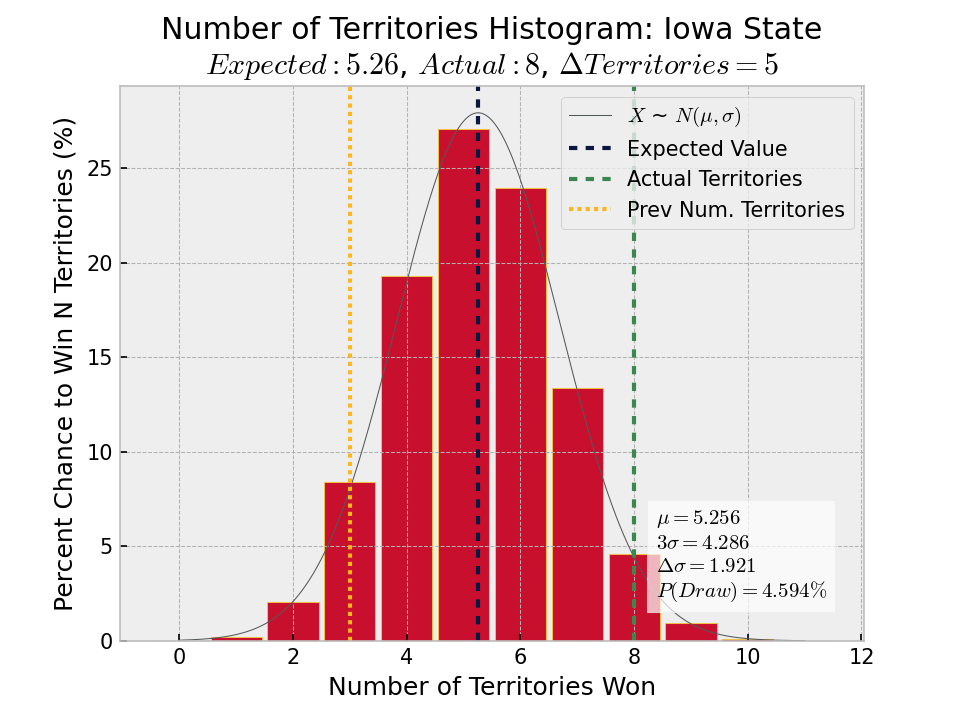 Number of Territories Histogram: Iowa State
Expected: 5.26, Actual: 8, ΔTerritories = 5
Percent Chance to Win N Territories (%)
25
20
15
10
5
0
X ~ N(μ, σ)
Expected Value
Actual Territories
Prev Num. Territories
μ = 5.256
3σ = 4.286
Δσ = 1.921
P(Draw) = 4.594%
0 2 4 6 8 10 12
Number of Territories Won